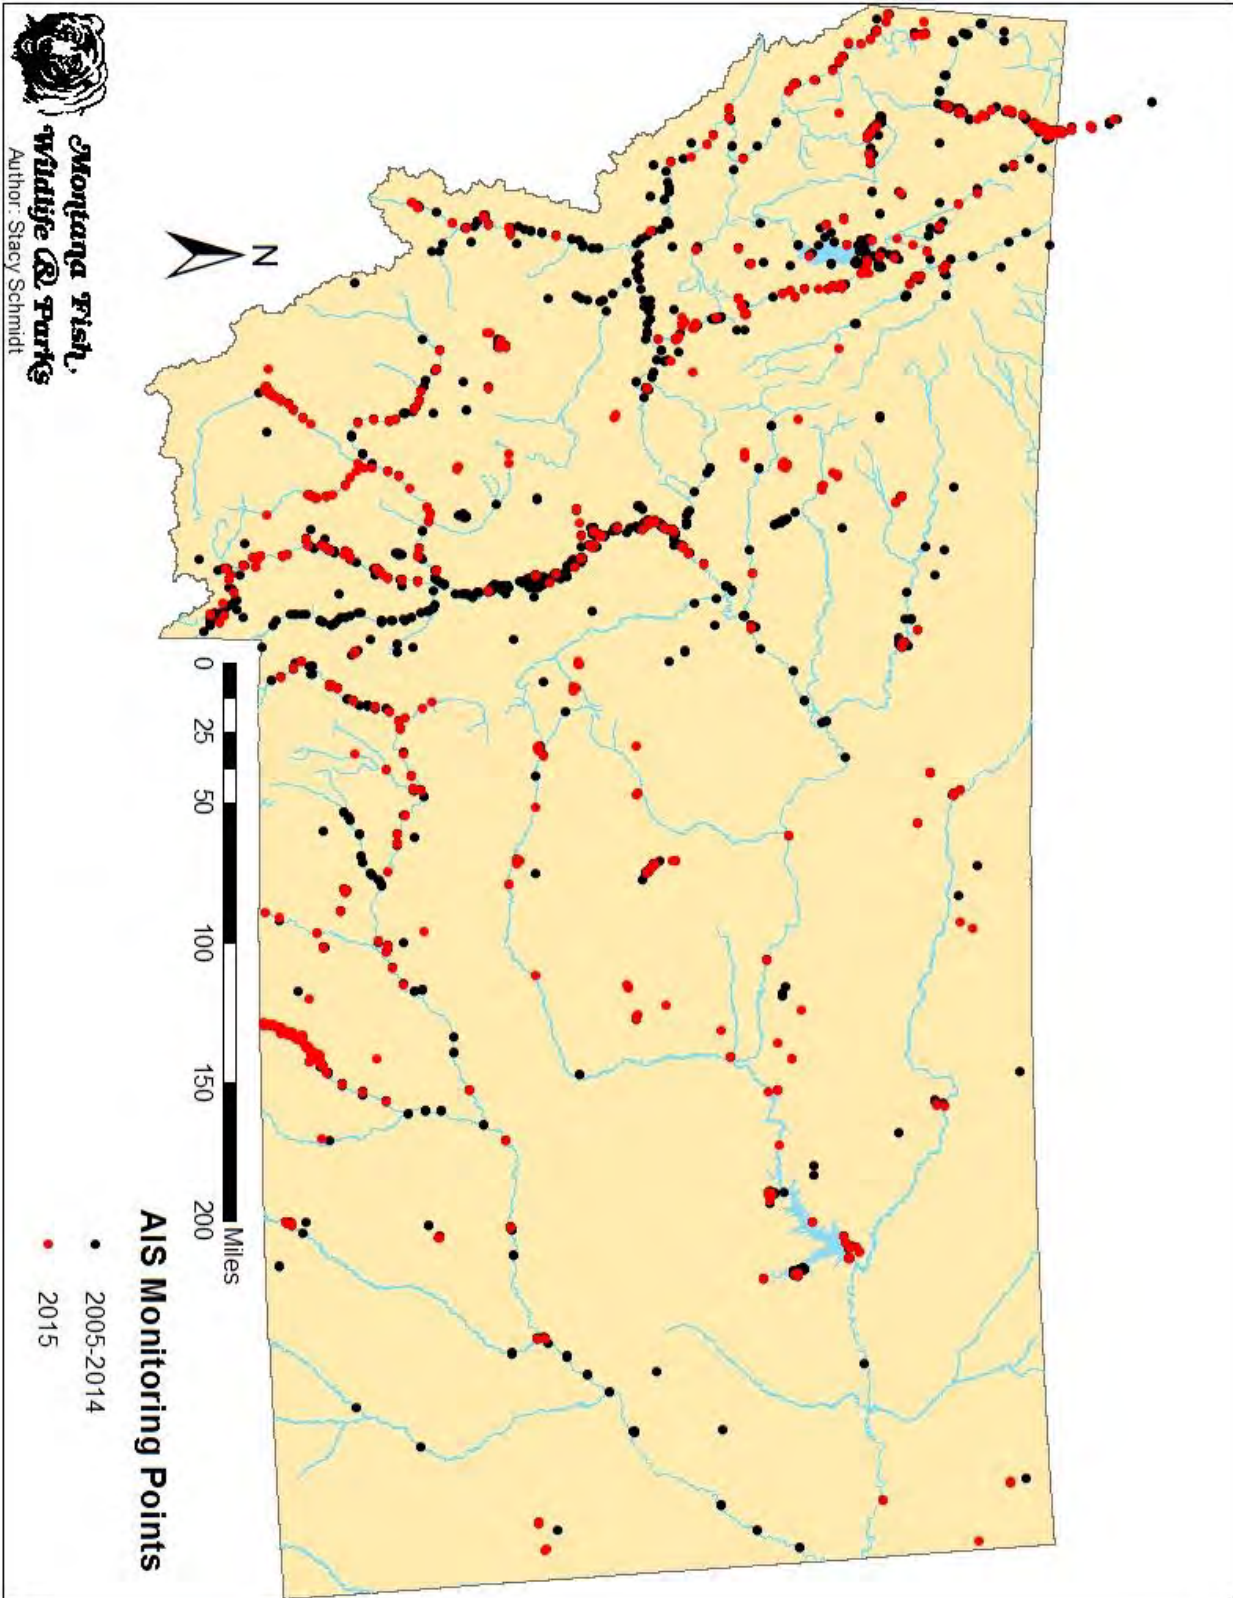 Montana Fish,
Wildlife & Parks
Author: Stacy Schmidt
N
0 25 50 100 150 200
Miles
AIS Monitoring Points
2005-2014
2015